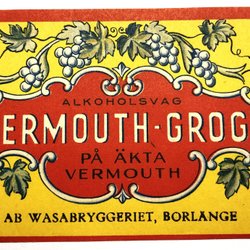 ALKOHOLSVAG
ERMOUTH-GROG
PÅ ÄKTA
VERMOUTH
AB WASABRYGGERIET, BORLÄNGE